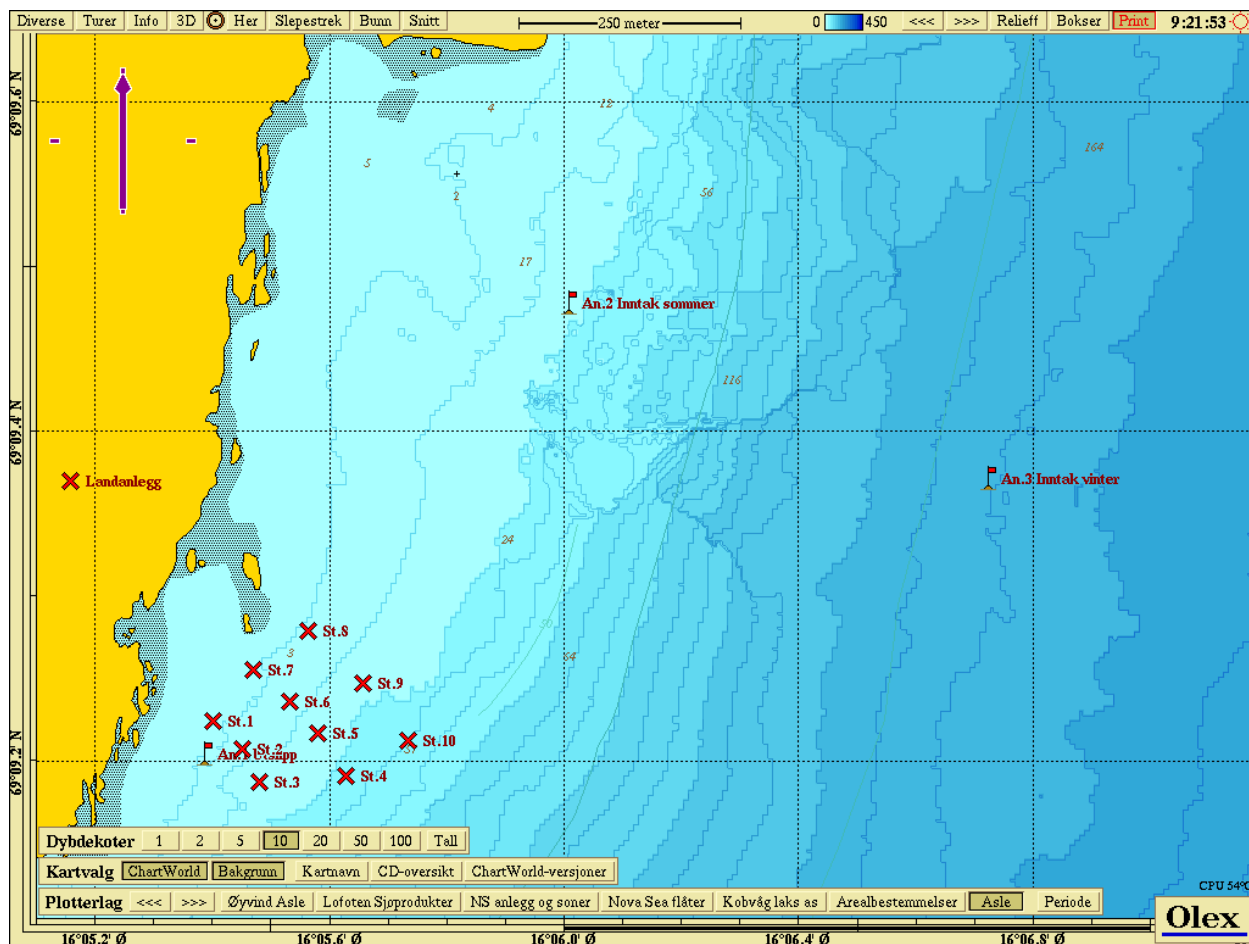 Diverse Turer Info 3D Her Slepestrek Bunn Snitt 250 meter 0 450 <<< >>> Relieff Bokser Print 9:21:53
69°09.6' N
4
12
5
164
2
56
17
An.2 Inntak sommer
116
69°09.4' N
Landanlegg
An.3 Inntak vinter
24
50
St.8
3
64
St.7
St.9
St.6
St.1
St.5
St.10
St.2
69°09.2' N
St.4
St.3
Dybdekoter 1 2 5 10 20 50 100 Tall
Kartvalg ChartWorld Bakgrunn Kartnavn CD-oversikt ChartWorld-versjoner
CPU 54°C
Plotterlag <<< >>> Øyvind Asle Lofoten Sjøprodukter NS anlegg og soner Nova Sea flåter Kobvåg laks as Arealbestemmelser Asle Periode
Olex
16°05.2' Ø 16°05.6' Ø 16°06.0' Ø 16°06.4' Ø 16°06.8' Ø